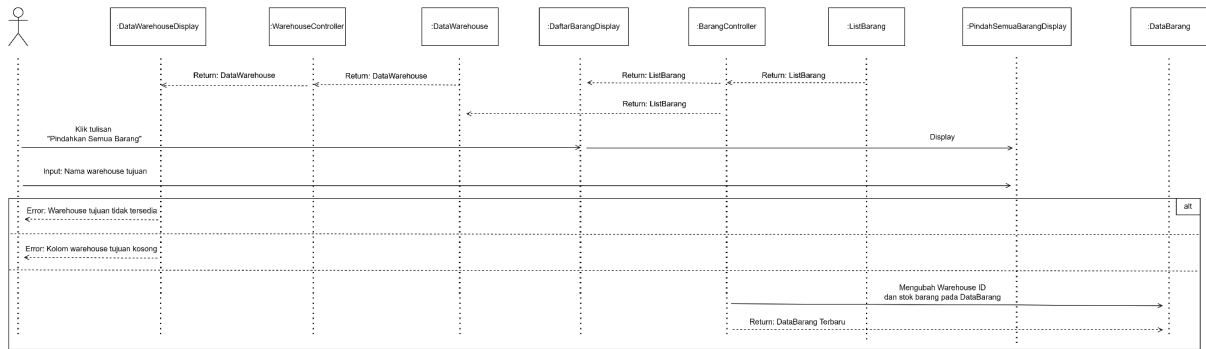 :DataWarehouseDisplay
:WarehouseController
:DataWarehouse
:DaftarBarangDisplay
:BarangController
:ListBarang
:PindahSemuaBarangDisplay
:DataBarang
Return: DataWarehouse
Return: DataWarehouse
Return: ListBarang
Return: ListBarang
Return: ListBarang
Klik tulisan
"Pindahkan Semua Barang"
Display
Input: Nama warehouse tujuan
alt
Error: Warehouse tujuan tidak tersedia
Error: Kolom warehouse tujuan kosong
Mengubah Warehouse ID
dan stok barang pada DataBarang
Return: DataBarang Terbaru